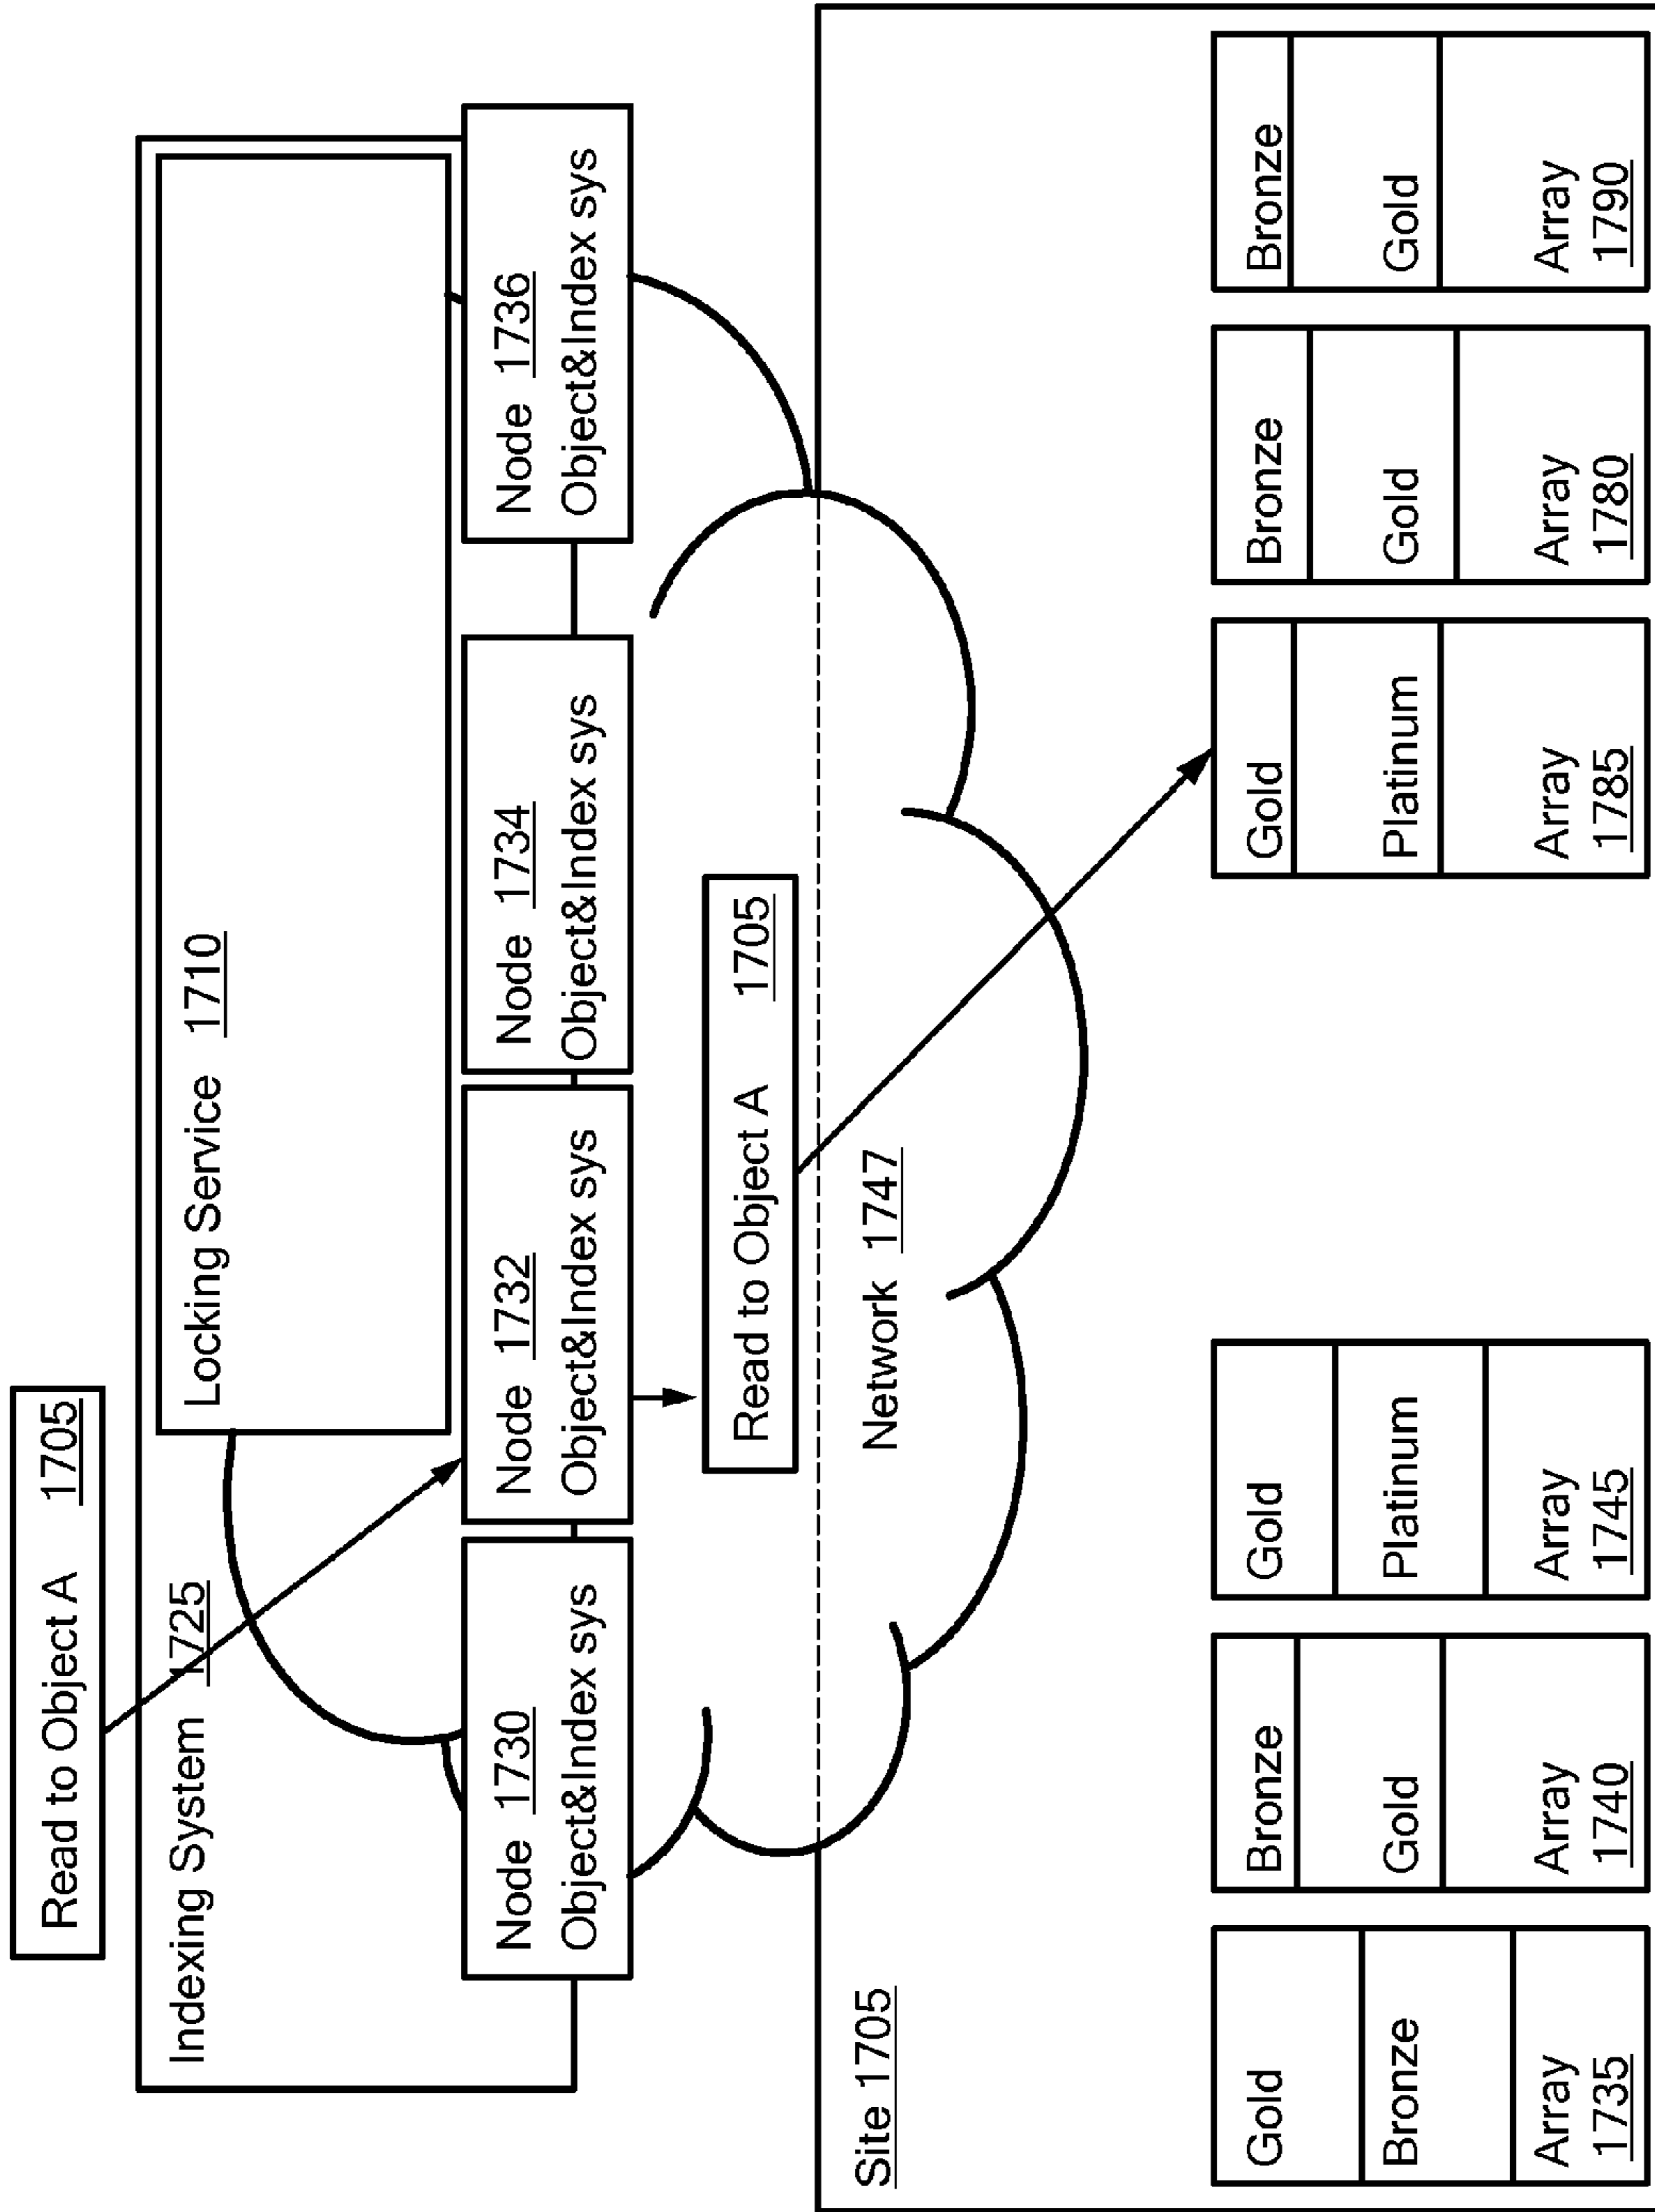 Read to Object A 1705
Indexing System 1725
Locking Service 1710
Node 1730
Object&Index sys
Node 1732
Object&Index sys
Node 1734
Object&Index sys
Node 1736
Object&Index sys
Read to Object A 1705
Site 1705
Network 1747
Gold
Bronze
Array
1735
Bronze
Gold
Array
1740
Gold
Platinum
Array
1745
Gold
Platinum
Array
1785
Bronze
Gold
Array
1780
Bronze
Gold
Array
1790